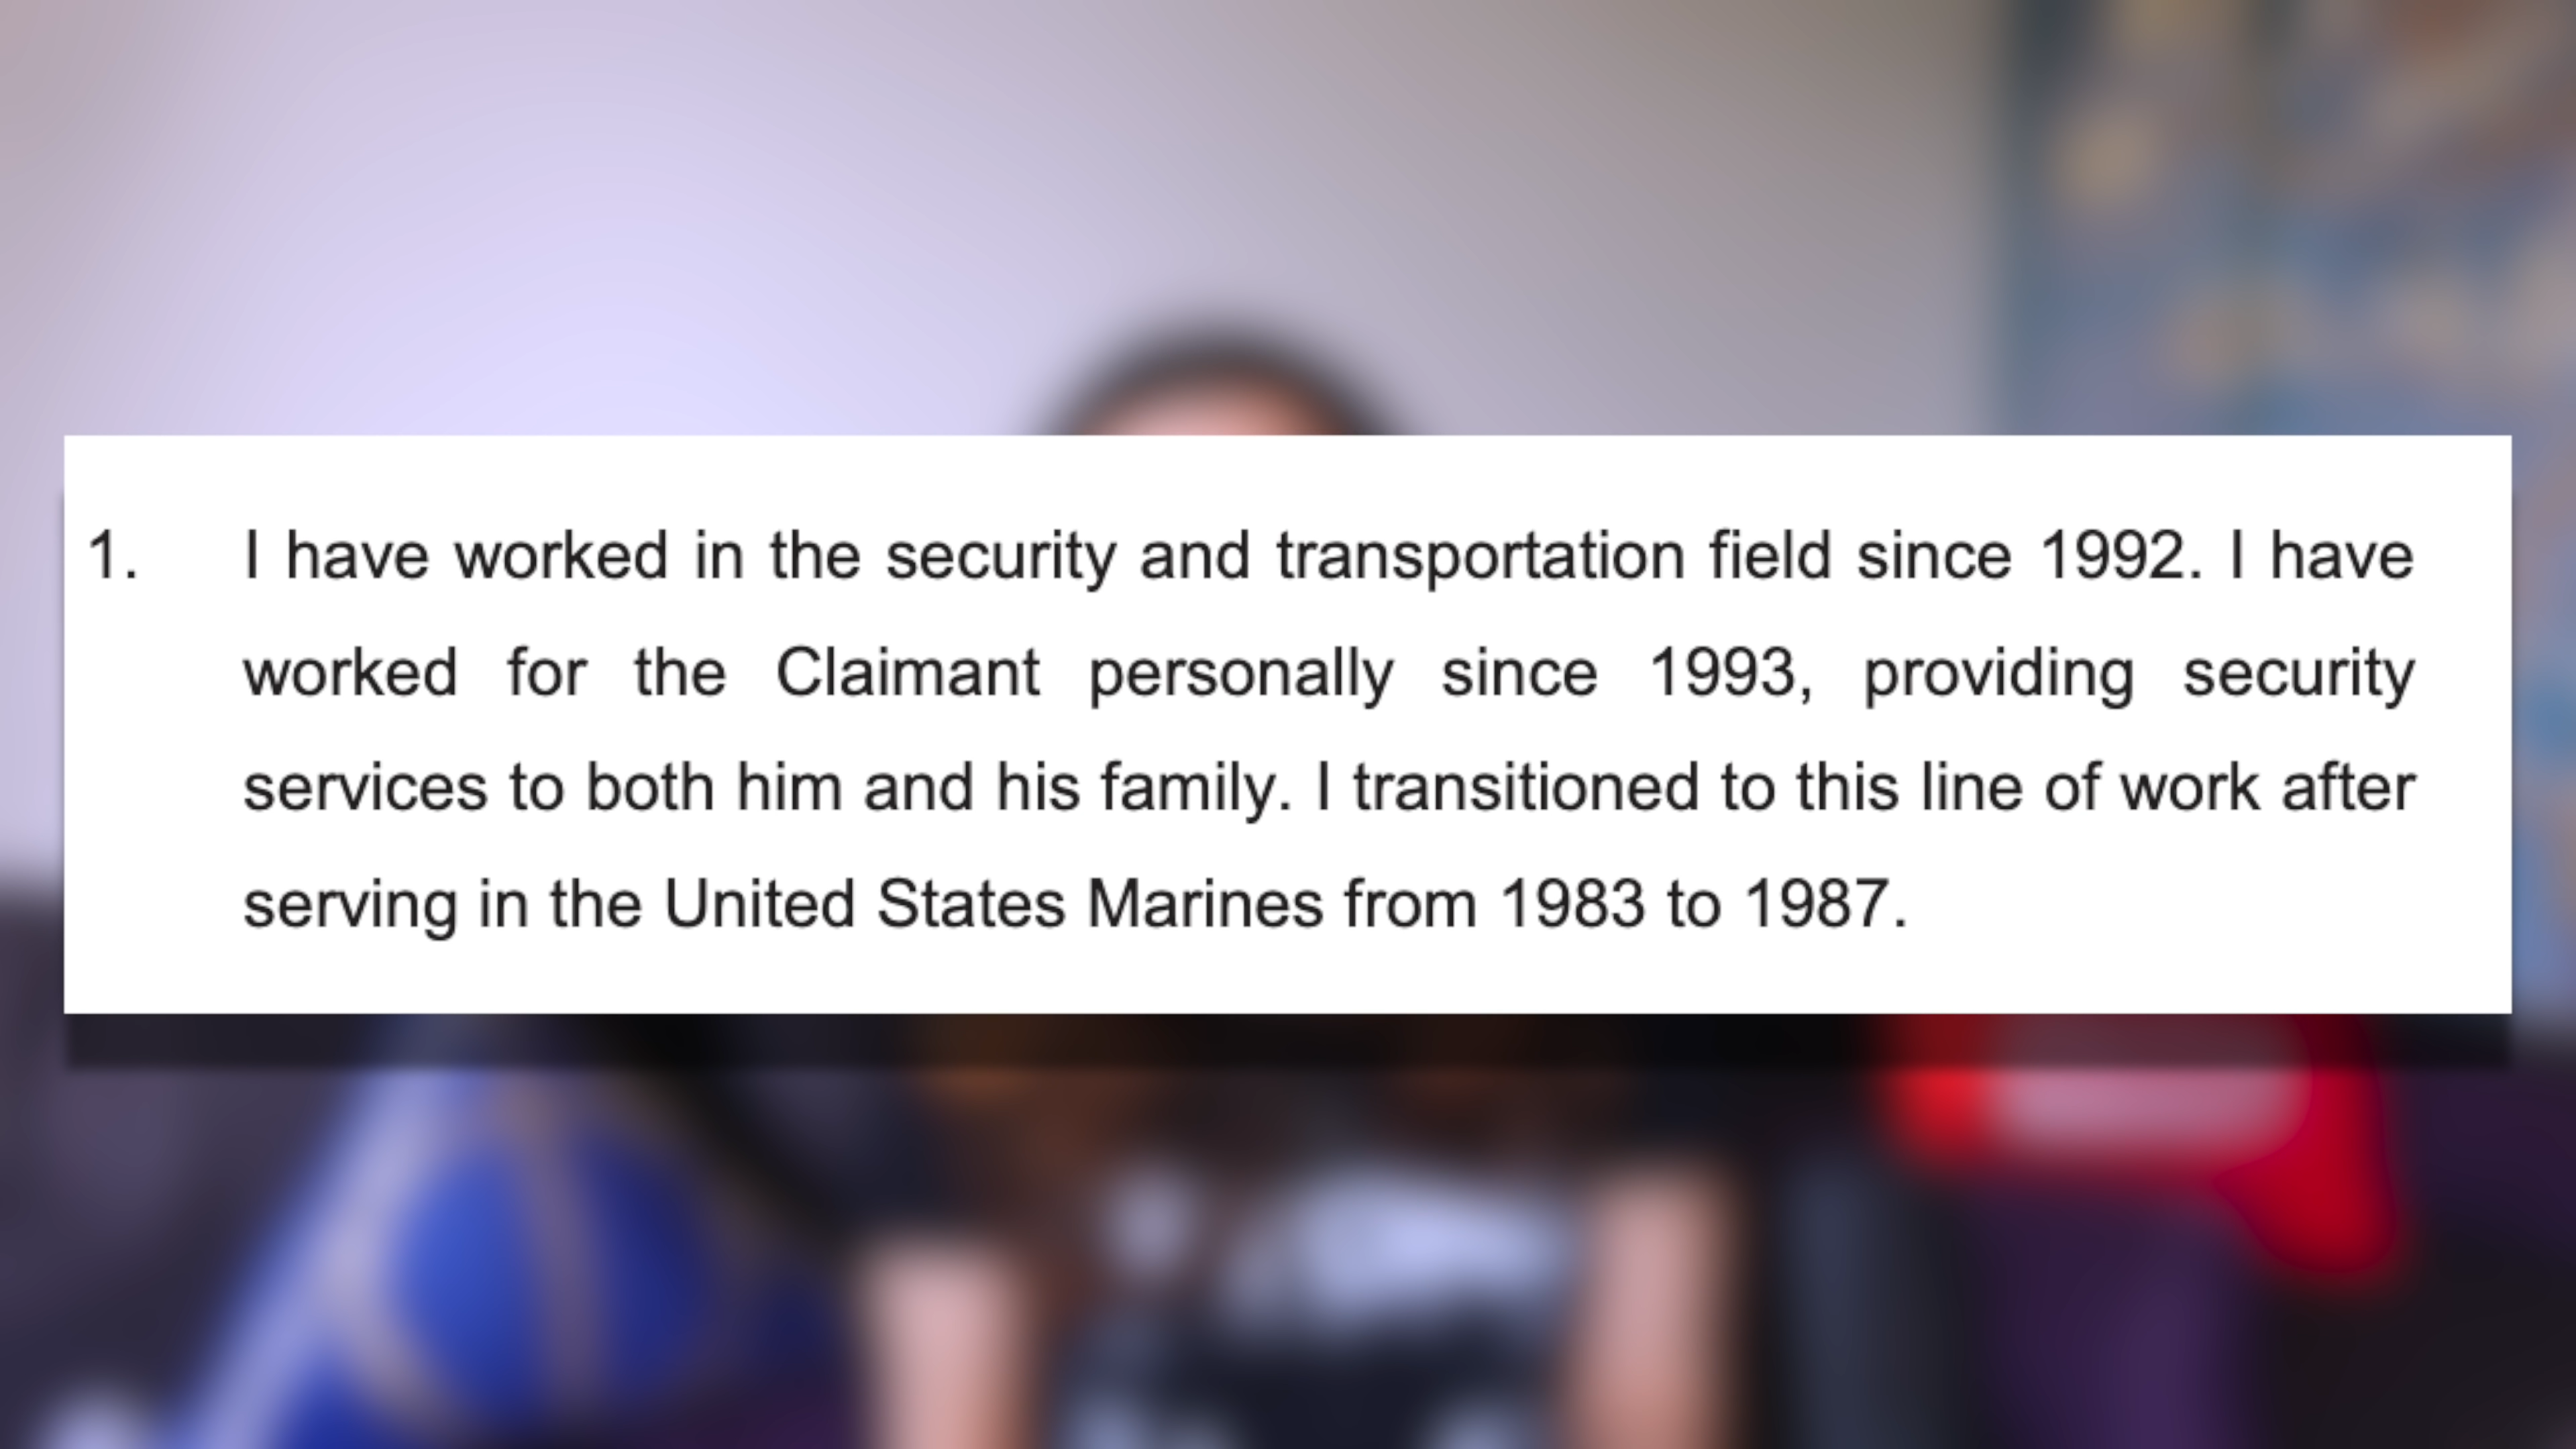 1. I have worked in the security and transportation field since 1992. I have
worked for the Claimant personally since 1993, providing security
services to both him and his family. I transitioned to this line of work after
serving in the United States Marines from 1983 to 1987.